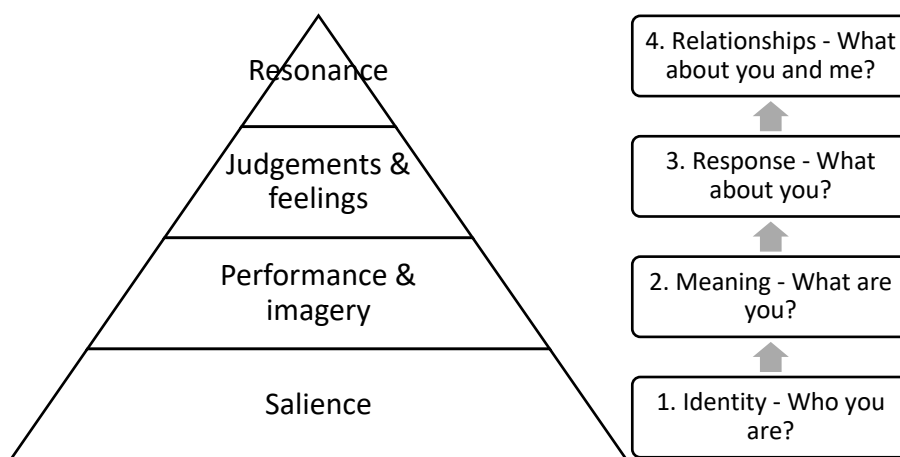 Resonance
Judgements &
feelings
Performance &
imagery
Salience
4. Relationships - What
about you and me?
3. Response - What
about you?
2. Meaning - What are
you?
1. Identity - Who you
are?